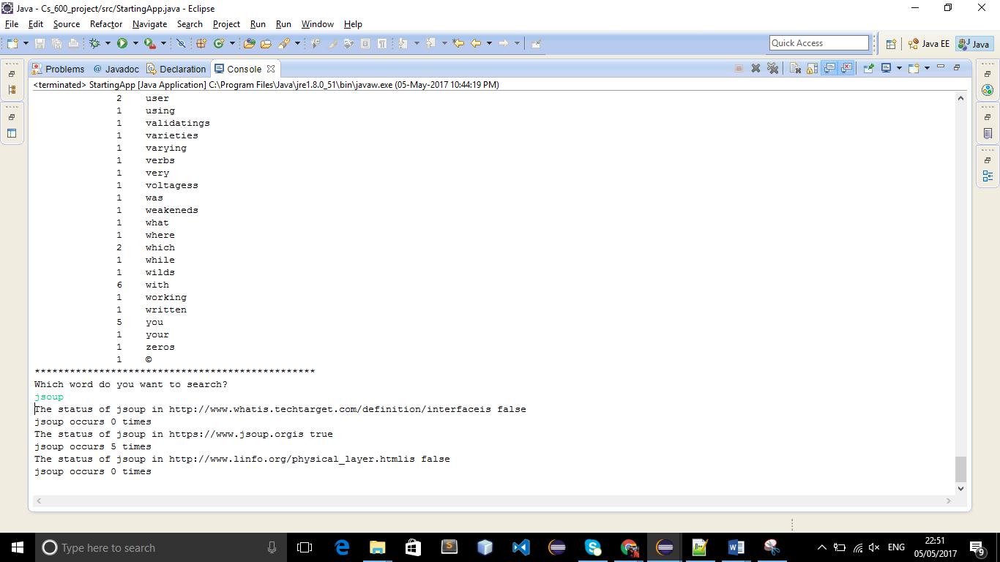 Java - Cs_600_project/src/StartingApp.java - Eclipse
File Edit Source Refactor Navigate Search Project Run Run Window Help
Quick Access Java EE Java
Problems @ Javadoc Declaration Console
<terminated> StartingApp [Java Application] C:\Program Files\Java\jre1.8.0_51\bin\javaw.exe (05-May-2017 10:44:19 PM)
2 user
1 using
1 validatings
1 varieties
1 varying
1 verbs
1 very
1 voltagess
1 was
1 weakeneds
1 what
1 where
2 which
1 while
1 wilds
6 with
1 working
1 written
5 you
1 your
1 zeros
1 ©
************************************************
Which word do you want to search?
jsoup
The status of jsoup in http://www.whatis.techtarget.com/definition/interfaceis false
jsoup occurs 0 times
The status of jsoup in https://www.jsoup.orgis true
jsoup occurs 5 times
The status of jsoup in http://www.linfo.org/physical_layer.htmlis false
jsoup occurs 0 times
Type here to search
ENG
22:51
05/05/2017
9